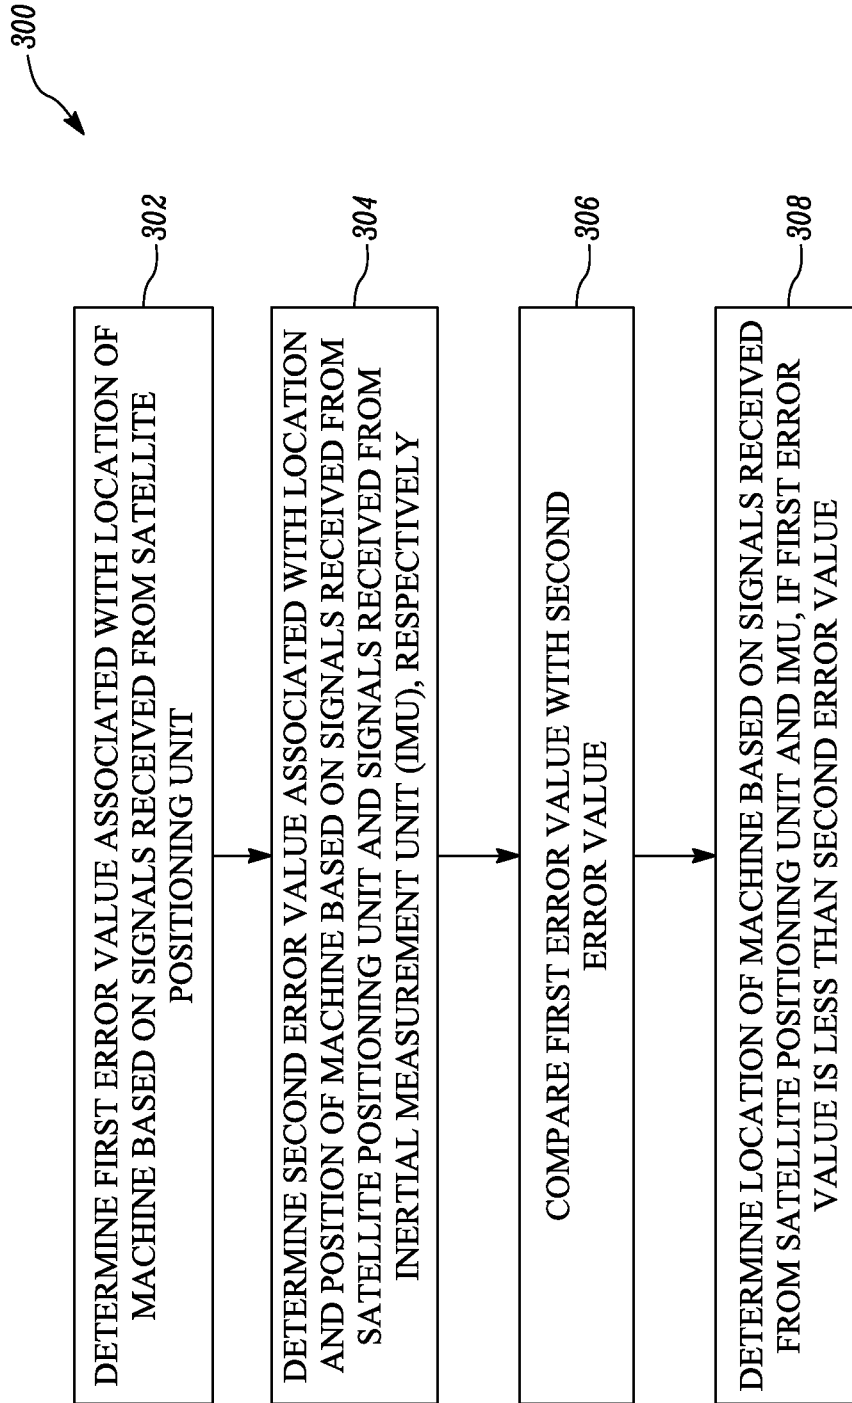 300
DETERMINE FIRST ERROR VALUE ASSOCIATED WITH LOCATION OF
MACHINE BASED ON SIGNALS RECEIVED FROM SATELLITE
POSITIONING UNIT
302
DETERMINE SECOND ERROR VALUE ASSOCIATED WITH LOCATION
AND POSITION OF MACHINE BASED ON SIGNALS RECEIVED FROM
SATELLITE POSITIONING UNIT AND SIGNALS RECEIVED FROM
INERTIAL MEASUREMENT UNIT (IMU), RESPECTIVELY
304
COMPARE FIRST ERROR VALUE WITH SECOND
ERROR VALUE
306
DETERMINE LOCATION OF MACHINE BASED ON SIGNALS RECEIVED
FROM SATELLITE POSITIONING UNIT AND IMU, IF FIRST ERROR
VALUE IS LESS THAN SECOND ERROR VALUE
308